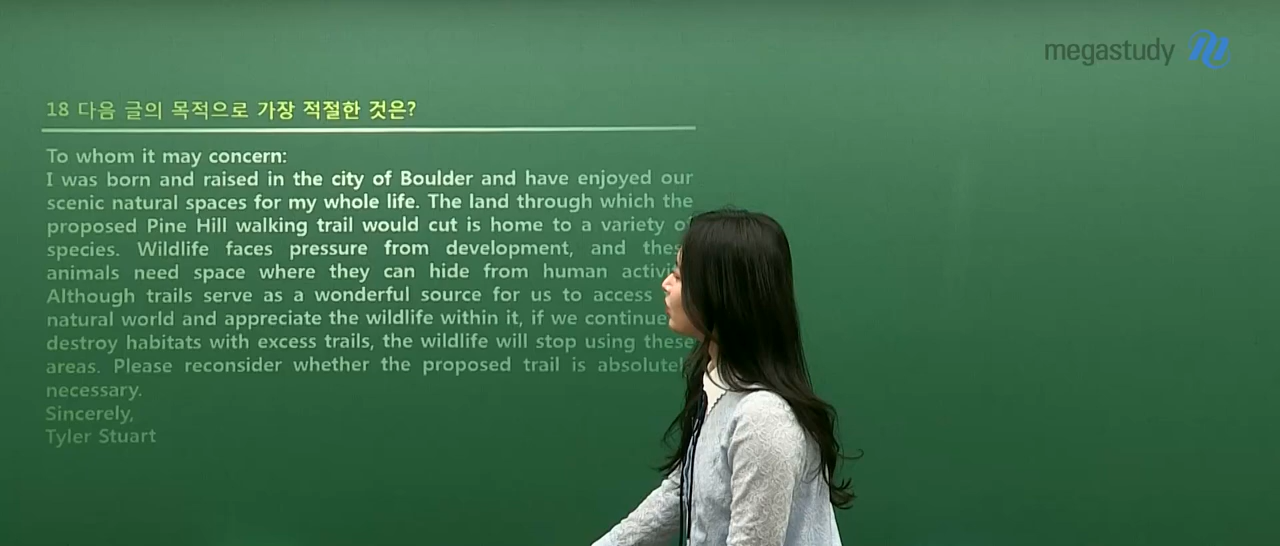 megastudy
18 다음 글의 목적으로 가장 적절한 것은?
To whom it may concern:
I was born and raised in the city of Boulder and have enjoyed our
scenic natural spaces for my whole life. The land through which the
proposed Pine Hill walking trail would cut is home to a variety
species. Wildlife faces pressure from development, and
animals need space where they can hide from human
Although trails serve as a wonderful source for us to access
natural world and appreciate the wildlife within it, if we continue
destroy habitats with excess trails, the wildlife will stop using these
areas. Please reconsider whether the proposed trail is
necessary.
Sincerely,
Tyler Stuart